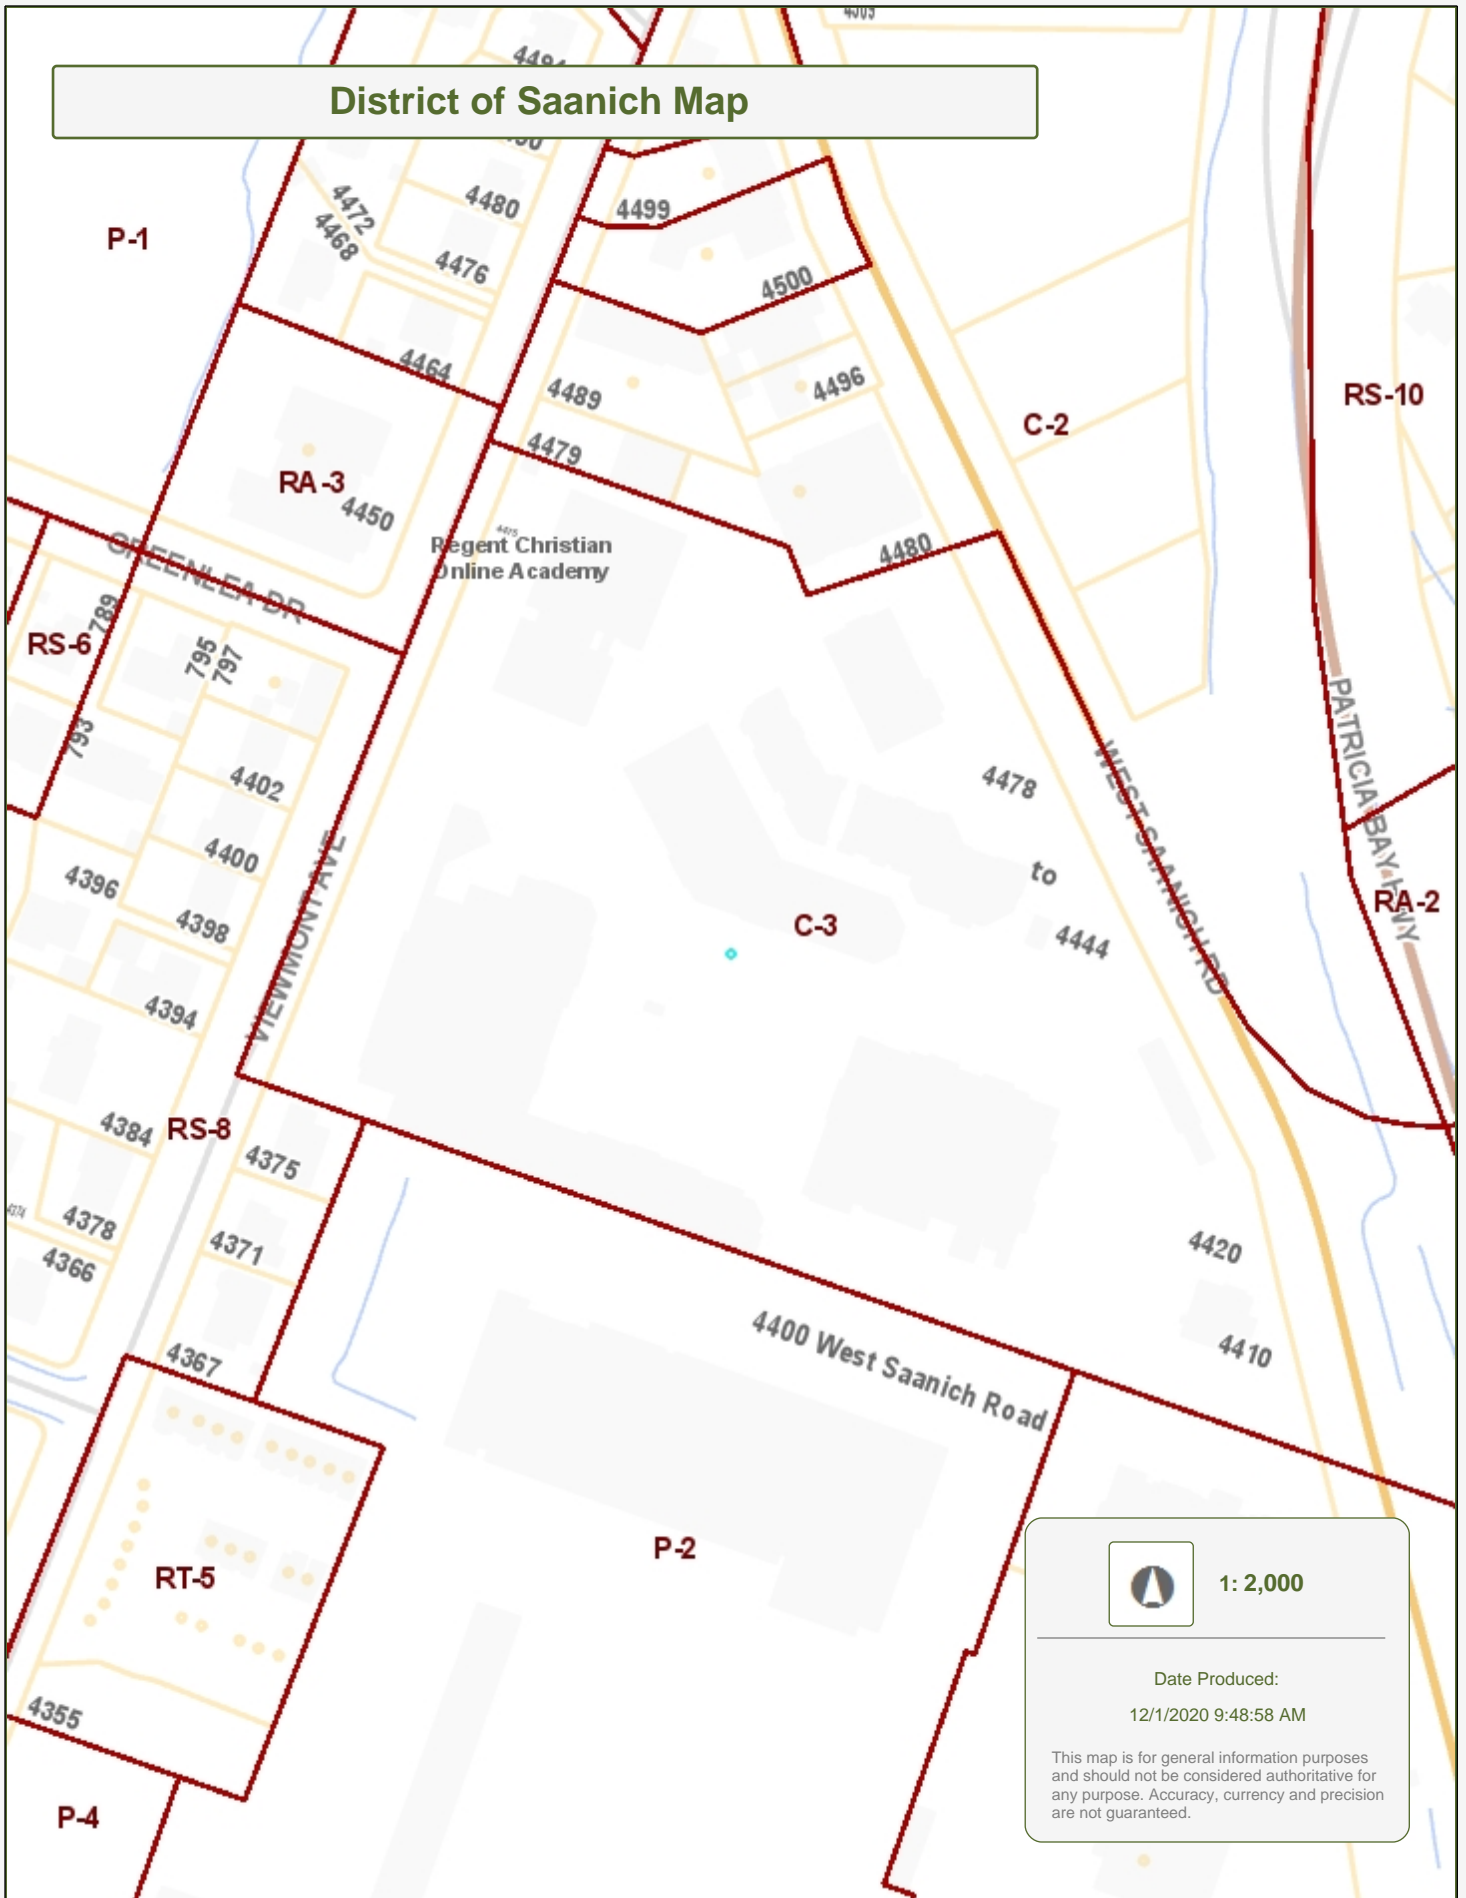 4509
4494
District of Saanich Map
4480
4472
4468
4499
P-1
4476
4500
4464
4489
4496
RS-10
C-2
4479
RA-3
4450
4475
Regent Christian
Online Academy
4480
GREENLEA DR
789
RS-6
795
797
793
4402
4478
PATRICIA BAY HWY
WEST SAANICH RD
4400
4396
VIEWMONT AVE
to
RA-2
4398
C-3
4444
4394
4384
RS-8
4375
4374
4378
4371
4420
4366
4400 West Saanich Road
4410
4367
P-2
RT-5
1: 2,000
Date Produced:
4355
12/1/2020 9:48:58 AM
This map is for general information purposes
and should not be considered authoritative for
any purpose. Accuracy, currency and precision
are not guaranteed.
P-4